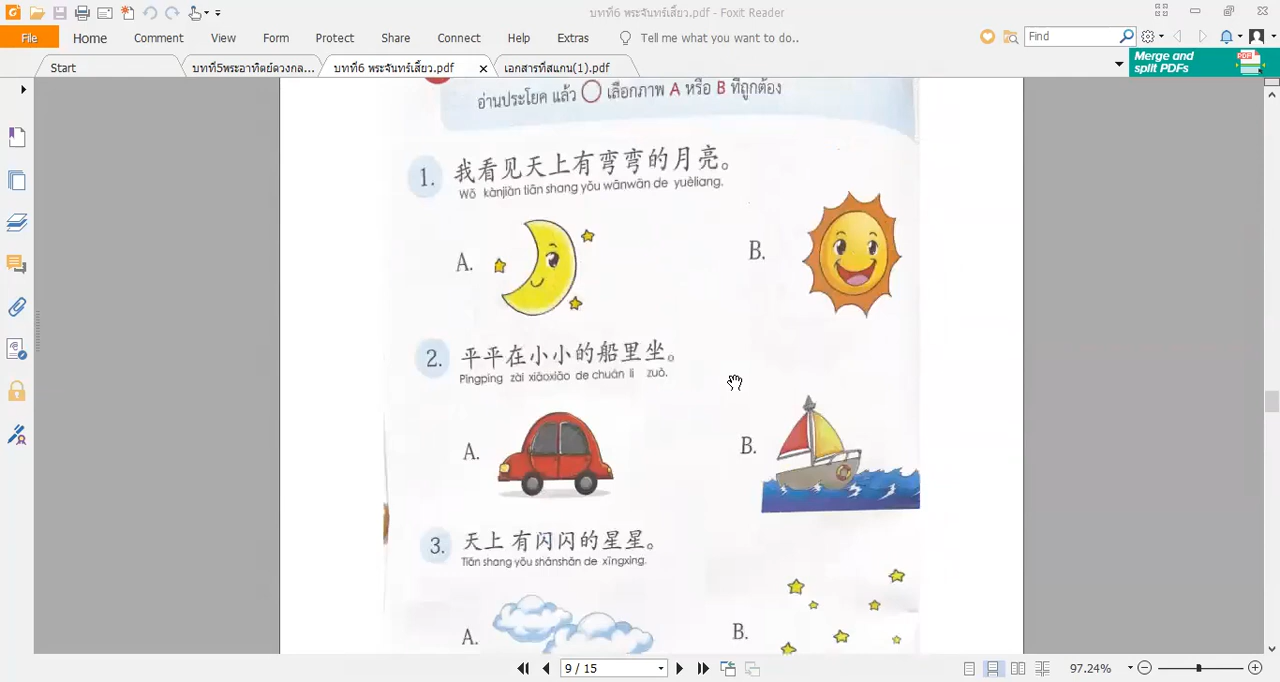 บทที่6 พระจันทร์เสี้ยว.pdf - Foxit Reader
File Home Comment View Form Protect Share Connect Help Extras Tell me what you want to do.. Find
Merge and
split PDFs
Start บทที่5พระอาทิตย์ดวงกล... บทที่6 พระจันทร์เสี้ยว.pdf เอกสารที่สแกน(1).pdf
อ่านประโยค แล้ว เลือกภาพ A หรือ B ที่ถูกต้อง
1. 我看见天上有弯弯的月亮。
Wǒ kànjiàn tiān shang yǒu wānwān de yuèliang.
A. B.
2. 平平在小小的船里坐。
Píngping zài xiǎoxiǎo de chuán li zuò.
A. B.
3. 天上 有闪闪的星星。
Tiān shang yǒu shǎnshǎn de xīngxing.
A. B.
9 / 15 97.24%